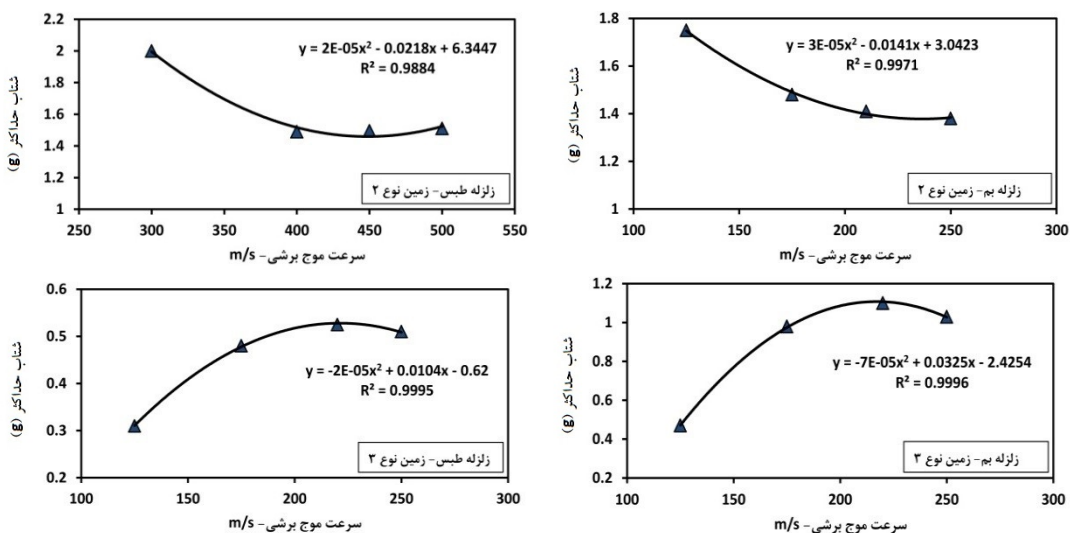 2.2
2
1.8
1.6
1.4
1.2
1
y = 2E-05x² - 0.0218x + 6.3447
R² = 0.9884
زلزله طبس- زمین نوع ۲
شتاب حداکثر (g)
250 300 350 400 450 500 550
سرعت موج برشی- m/s
1.8
1.6
1.4
1.2
1
y = 3E-05x² - 0.0141x + 3.0423
R² = 0.9971
زلزله بم- زمین نوع ۲
شتاب حداکثر (g)
100 150 200 250 300
سرعت موج برشی- m/s
0.6
0.5
0.4
0.3
0.2
y = -2E-05x² + 0.0104x - 0.62
R² = 0.9995
زلزله طبس- زمین نوع ۳
شتاب حداکثر (g)
100 150 200 250 300
سرعت موج برشی- m/s
1.2
1
0.8
0.6
0.4
0.2
y = -7E-05x² + 0.0325x - 2.4254
R² = 0.9996
زلزله بم- زمین نوع ۳
شتاب حداکثر (g)
100 150 200 250 300
سرعت موج برشی- m/s